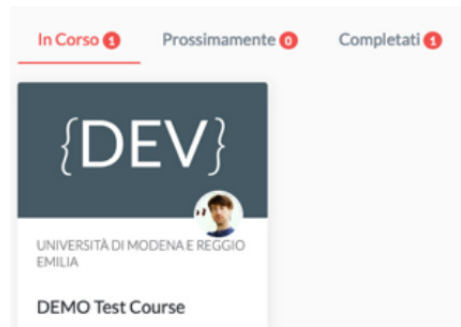 In Corso 1 Prossimamente 0 Completati 1
{DEV}
UNIVERSITÀ DI MODENA E REGGIO
EMILIA
DEMO Test Course